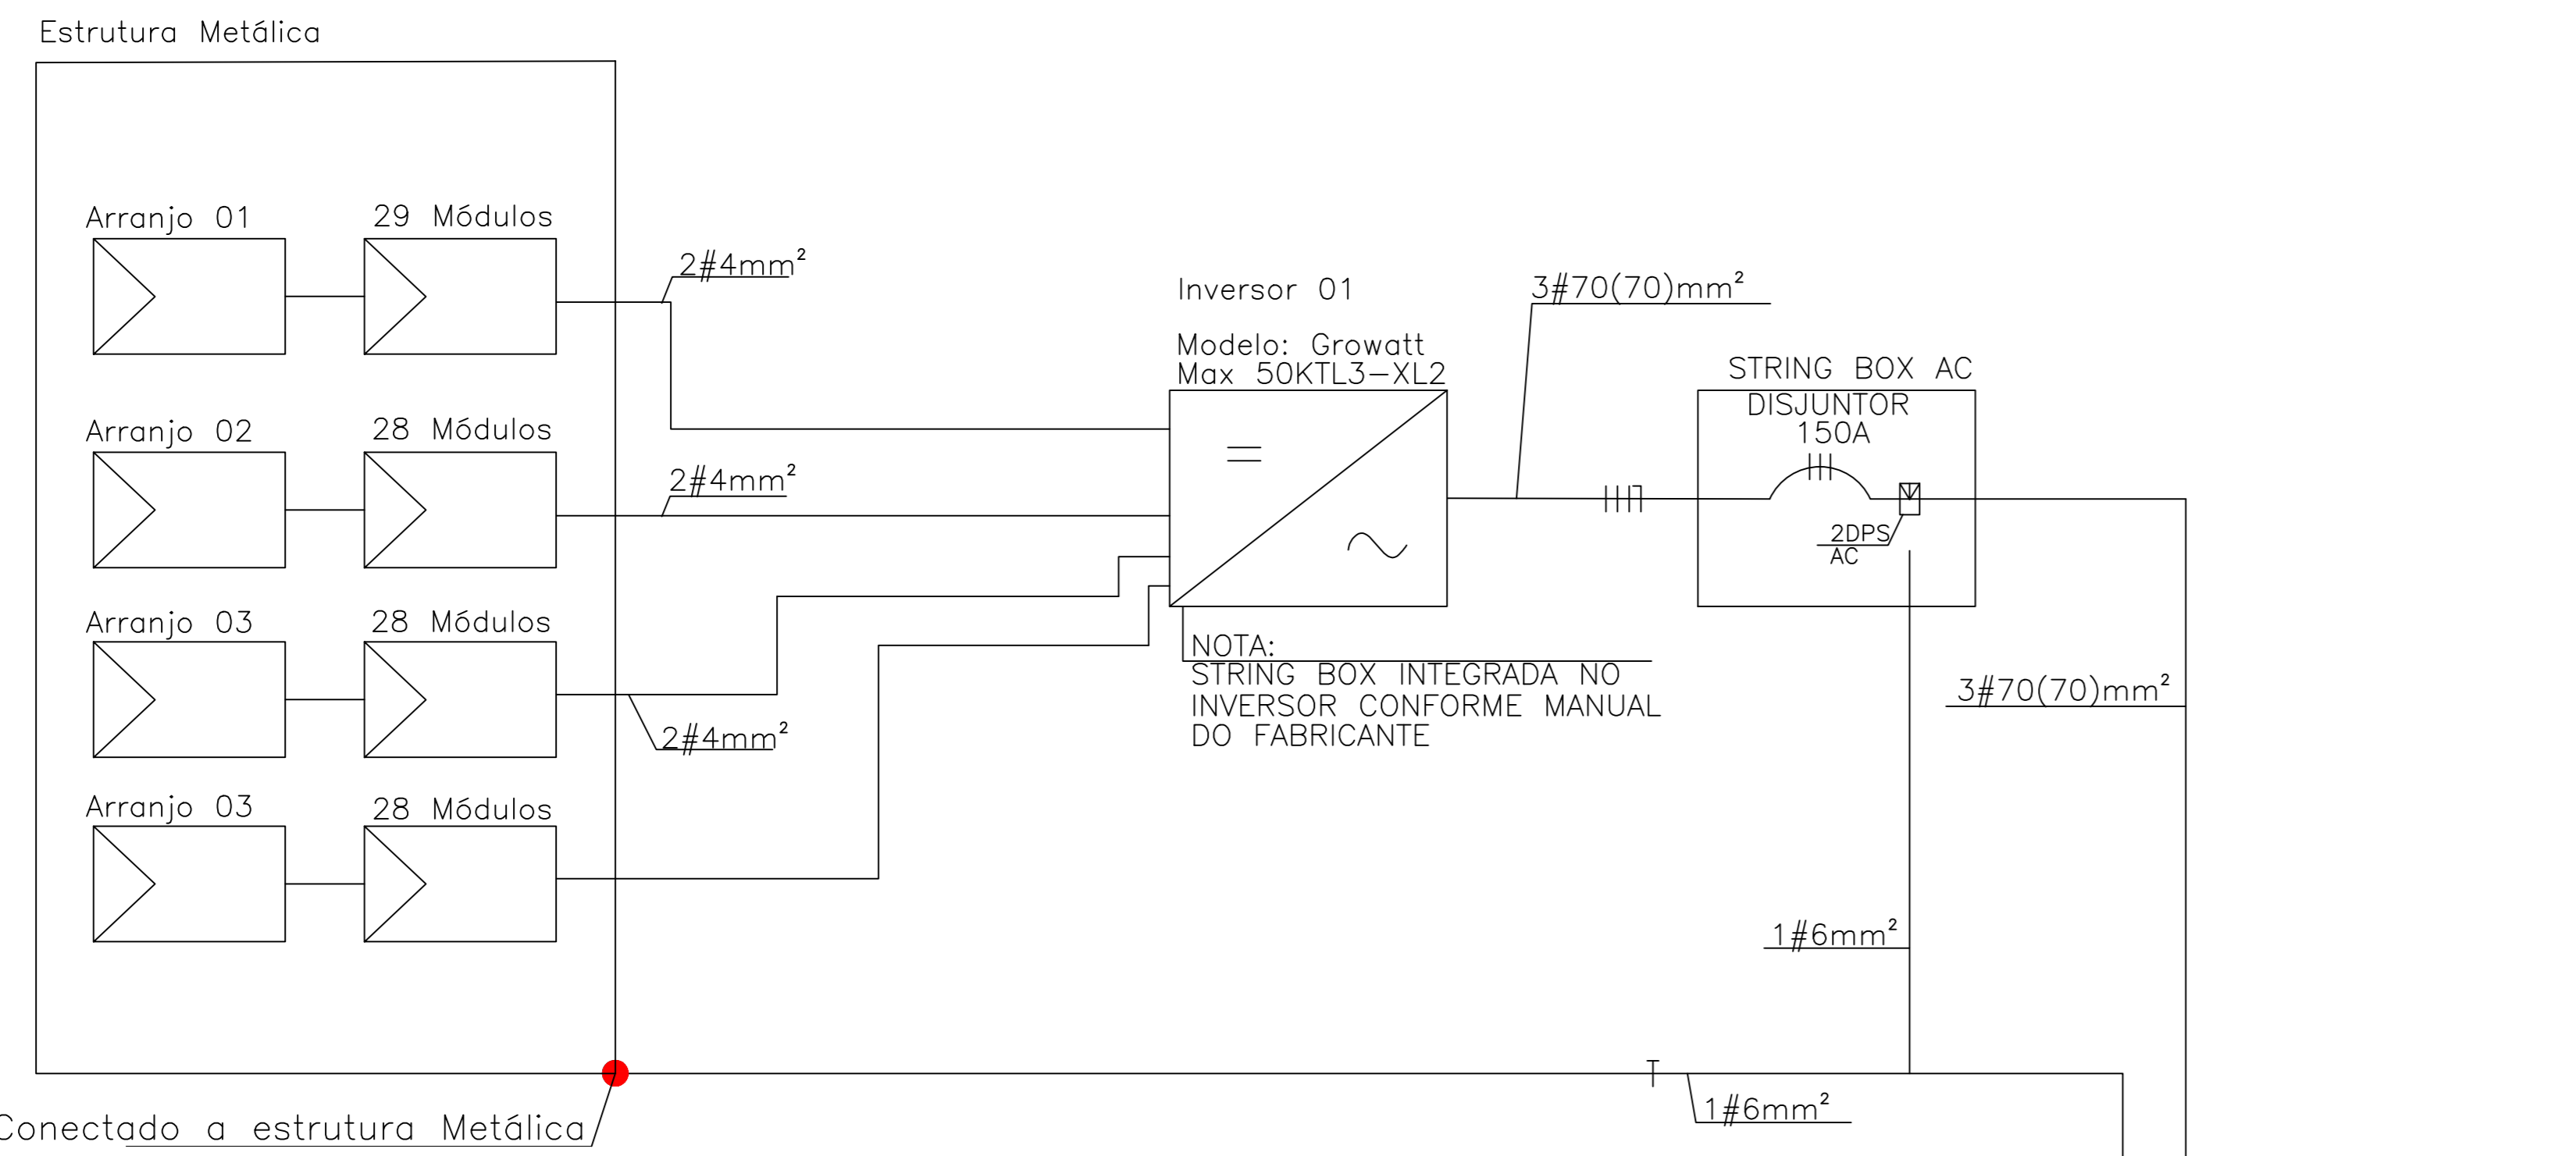 Estrutura Metálica
Arranjo 01
29 Módulos
2#4mm²
Arranjo 02
28 Módulos
2#4mm²
Arranjo 03
28 Módulos
2#4mm²
Arranjo 03
28 Módulos
Inversor 01
Modelo: Growatt
Max 50KTL3-XL2
NOTA:
STRING BOX INTEGRADA NO
INVERSOR CONFORME MANUAL
DO FABRICANTE
3#70(70)mm²
STRING BOX AC
DISJUNTOR
150A
2DPS
AC
3#70(70)mm²
1#6mm²
1#6mm²
Conectado a estrutura Metálica